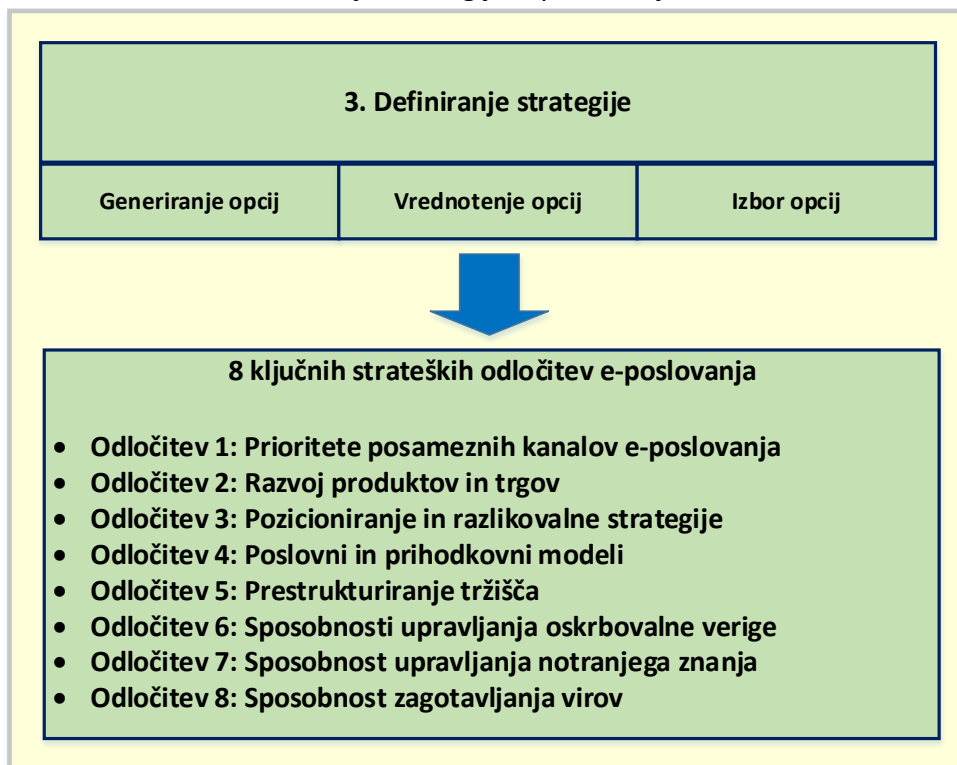 3. Definiranje strategije
Generiranje opcij
Vrednotenje opcij
Izbor opcij
8 ključnih strateških odločitev e-poslovanja
• Odločitev 1: Prioritete posameznih kanalov e-poslovanja
• Odločitev 2: Razvoj produktov in trgov
• Odločitev 3: Pozicioniranje in razlikovalne strategije
• Odločitev 4: Poslovni in prihodkovni modeli
• Odločitev 5: Prestrukturiranje tržišča
• Odločitev 6: Sposobnosti upravljanja oskrbovalne verige
• Odločitev 7: Sposobnost upravljanja notranjega znanja
• Odločitev 8: Sposobnost zagotavljanja virov